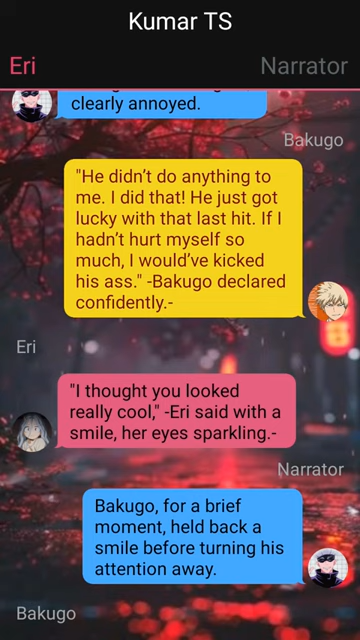 Kumar TS
Eri
Narrator
clearly annoyed.
Bakugo
"He didn’t do anything to
me. I did that! He just got
lucky with that last hit. If I
hadn’t hurt myself so
much, I would’ve kicked
his ass." -Bakugo declared
confidently.-
Eri
"I thought you looked
really cool," -Eri said with a
smile, her eyes sparkling.-
Narrator
Bakugo, for a brief
moment, held back a
smile before turning his
attention away.
Bakugo